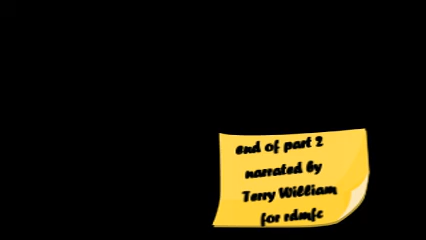 end of part 2
narrated by
Terry William
for rdmfc